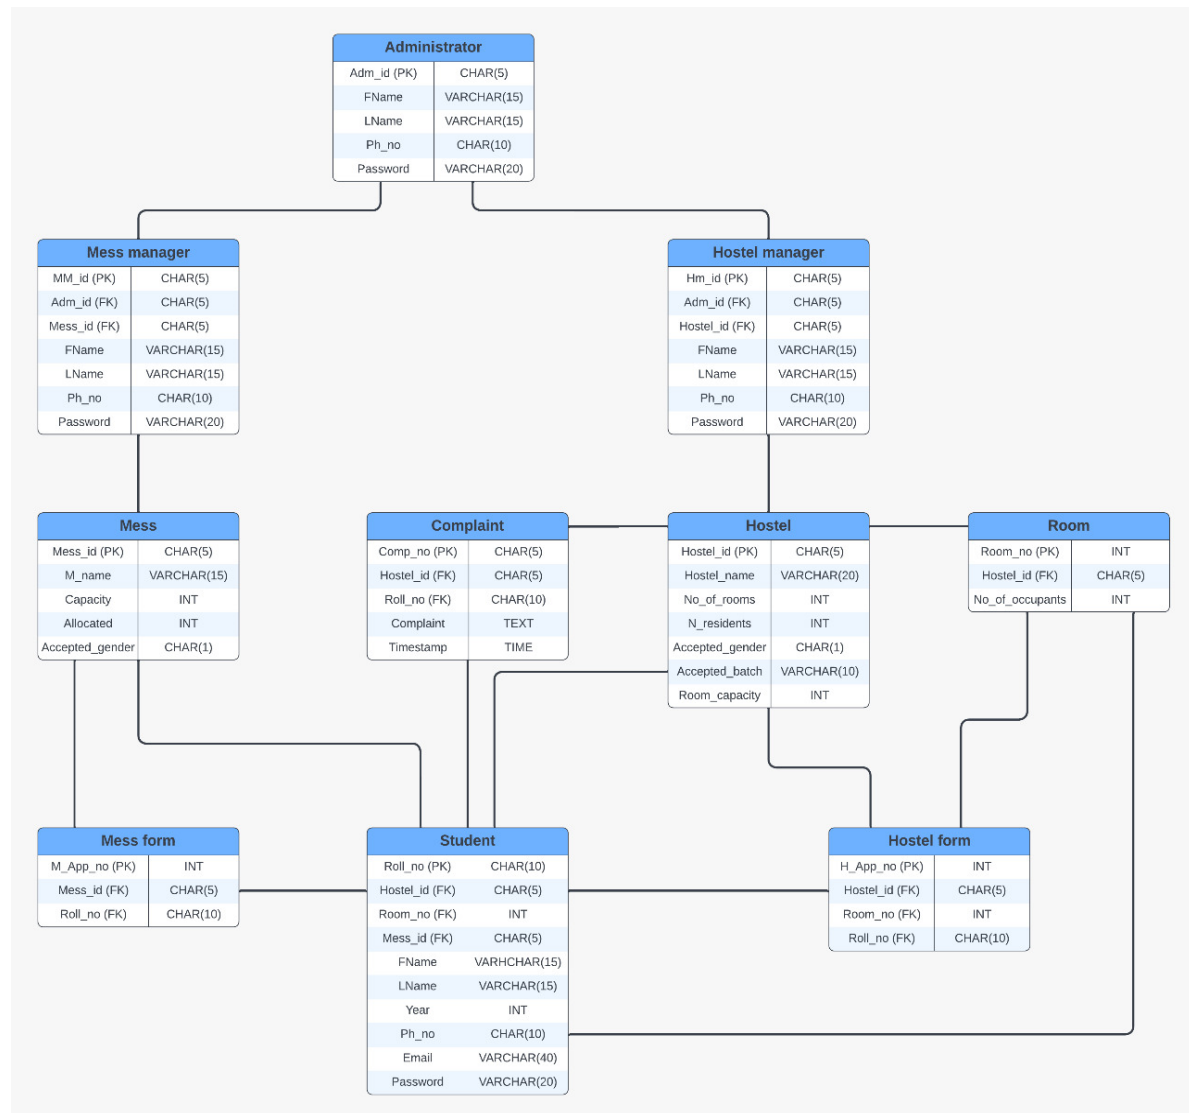 Administrator
Adm_id (PK) CHAR(5)
FName VARCHAR(15)
LName VARCHAR(15)
Ph_no CHAR(10)
Password VARCHAR(20)
Mess manager
MM_id (PK) CHAR(5)
Adm_id (FK) CHAR(5)
Mess_id (FK) CHAR(5)
FName VARCHAR(15)
LName VARCHAR(15)
Ph_no CHAR(10)
Password VARCHAR(20)
Hostel manager
Hm_id (PK) CHAR(5)
Adm_id (FK) CHAR(5)
Hostel_id (FK) CHAR(5)
FName VARCHAR(15)
LName VARCHAR(15)
Ph_no CHAR(10)
Password VARCHAR(20)
Mess
Mess_id (PK) CHAR(5)
M_name VARCHAR(15)
Capacity INT
Allocated INT
Accepted_gender CHAR(1)
Complaint
Comp_no (PK) CHAR(5)
Hostel_id (FK) CHAR(5)
Roll_no (FK) CHAR(10)
Complaint TEXT
Timestamp TIME
Hostel
Hostel_id (PK) CHAR(5)
Hostel_name VARCHAR(20)
No_of_rooms INT
N_residents INT
Accepted_gender CHAR(1)
Accepted_batch VARCHAR(10)
Room_capacity INT
Room
Room_no (PK) INT
Hostel_id (FK) CHAR(5)
No_of_occupants INT
Mess form
M_App_no (PK) INT
Mess_id (FK) CHAR(5)
Roll_no (FK) CHAR(10)
Student
Roll_no (PK) CHAR(10)
Hostel_id (FK) CHAR(5)
Room_no (FK) INT
Mess_id (FK) CHAR(5)
FName VARHCHAR(15)
LName VARCHAR(15)
Year INT
Ph_no CHAR(10)
Email VARCHAR(40)
Password VARCHAR(20)
Hostel form
H_App_no (PK) INT
Hostel_id (FK) CHAR(5)
Room_no (FK) INT
Roll_no (FK) CHAR(10)